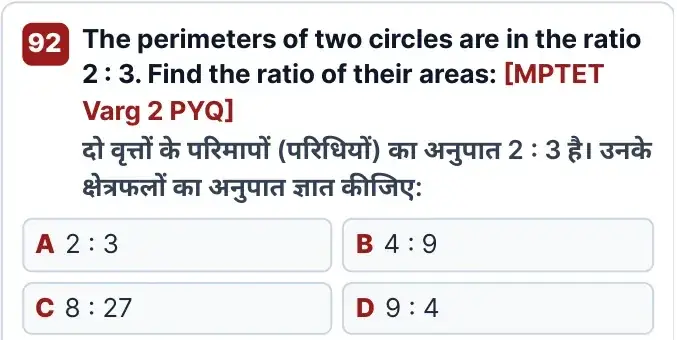 92 The perimeters of two circles are in the ratio
2 : 3. Find the ratio of their areas: [MPTET
Varg 2 PYQ]
दो वृत्तों के परिमापों (परिधियों) का अनुपात 2 : 3 है। उनके
क्षेत्रफलों का अनुपात ज्ञात कीजिए:
A 2 : 3
B 4 : 9
C 8 : 27
D 9 : 4